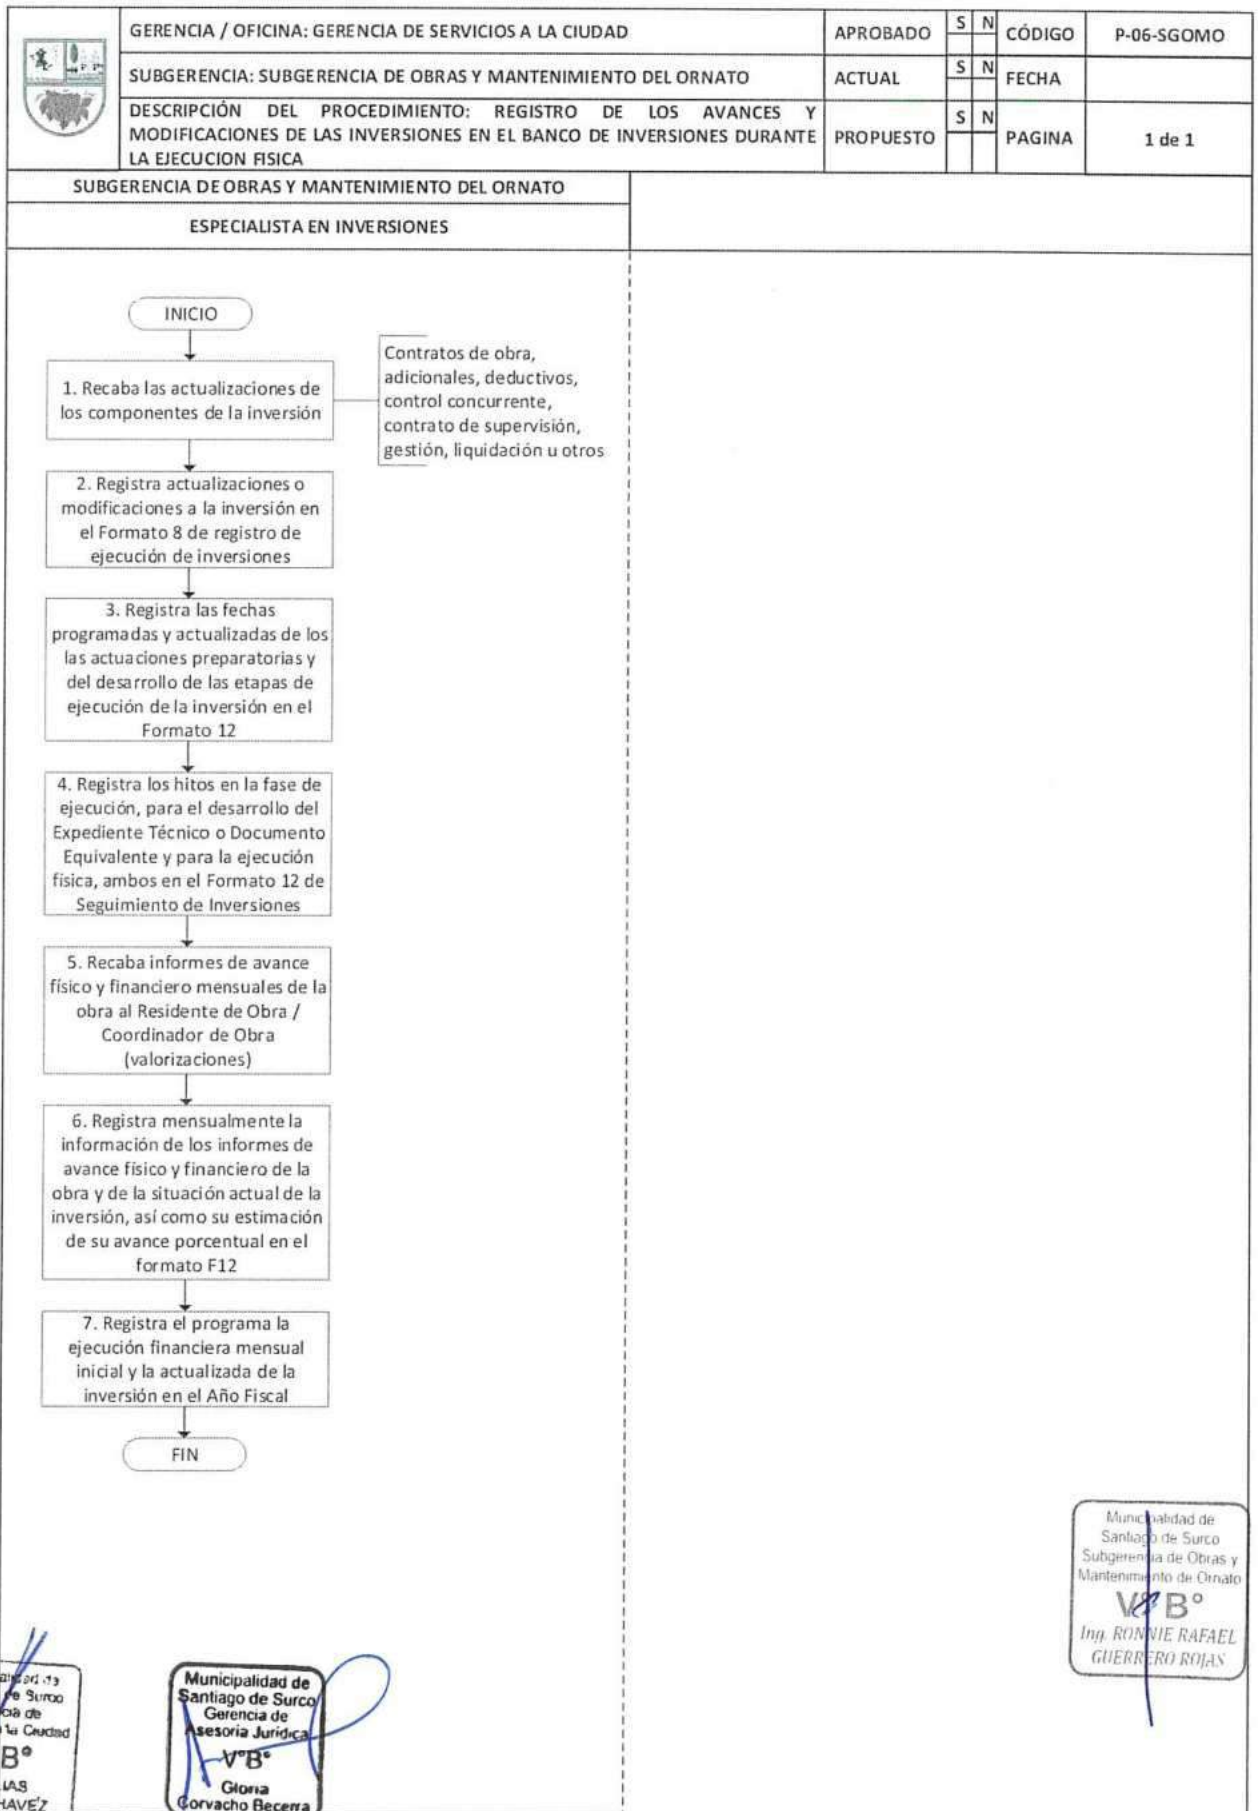 GERENCIA / OFICINA: GERENCIA DE SERVICIOS A LA CIUDAD
APROBADO
S N
CÓDIGO
P-06-SGOMO
SUBGERENCIA: SUBGERENCIA DE OBRAS Y MANTENIMIENTO DEL ORNATO
ACTUAL
S N
FECHA
DESCRIPCIÓN DEL PROCEDIMIENTO: REGISTRO DE LOS AVANCES Y
MODIFICACIONES DE LAS INVERSIONES EN EL BANCO DE INVERSIONES DURANTE
LA EJECUCION FISICA
PROPUESTO
S N
PAGINA
1 de 1
SUBGERENCIA DE OBRAS Y MANTENIMIENTO DEL ORNATO
ESPECIALISTA EN INVERSIONES
INICIO
1. Recaba las actualizaciones de
los componentes de la inversión
Contratos de obra,
adicionales, deductivos,
control concurrente,
contrato de supervisión,
gestión, liquidación u otros
2. Registra actualizaciones o
modificaciones a la inversión en
el Formato 8 de registro de
ejecución de inversiones
3. Registra las fechas
programadas y actualizadas de los
las actuaciones preparatorias y
del desarrollo de las etapas de
ejecución de la inversión en el
Formato 12
4. Registra los hitos en la fase de
ejecución, para el desarrollo del
Expediente Técnico o Documento
Equivalente y para la ejecución
física, ambos en el Formato 12 de
Seguimiento de Inversiones
5. Recaba informes de avance
físico y financiero mensuales de la
obra al Residente de Obra /
Coordinador de Obra
(valorizaciones)
6. Registra mensualmente la
información de los informes de
avance físico y financiero de la
obra y de la situación actual de la
inversión, así como su estimación
de su avance porcentual en el
formato F12
7. Registra el programa la
ejecución financiera mensual
inicial y la actualizada de la
inversión en el Año Fiscal
FIN
Municipalidad de
Santiago de Surco
Subgerencia de Obras y
Mantenimiento de Ornato
V°B°
Ing. RONNIE RAFAEL
GUERRERO ROJAS
de Surco
de
la Ciudad
B°
Municipalidad de
Santiago de Surco
Gerencia de
Asesoría Jurídica
V°B°
Gloria
Corvacho Becerra